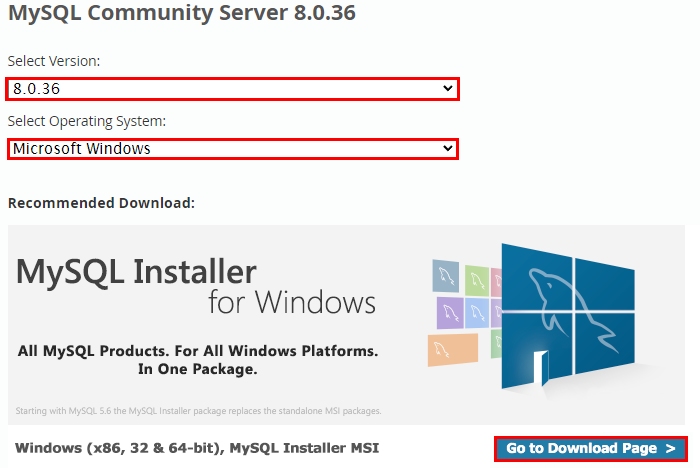 MySQL Community Server 8.0.36
Select Version:
8.0.36
Select Operating System:
Microsoft Windows
Recommended Download:
MySQL Installer
for Windows
All MySQL Products. For All Windows Platforms.
In One Package.
Starting with MySQL 5.6 the MySQL Installer package replaces the standalone MSI packages.
Windows (x86, 32 & 64-bit), MySQL Installer MSI
Go to Download Page >